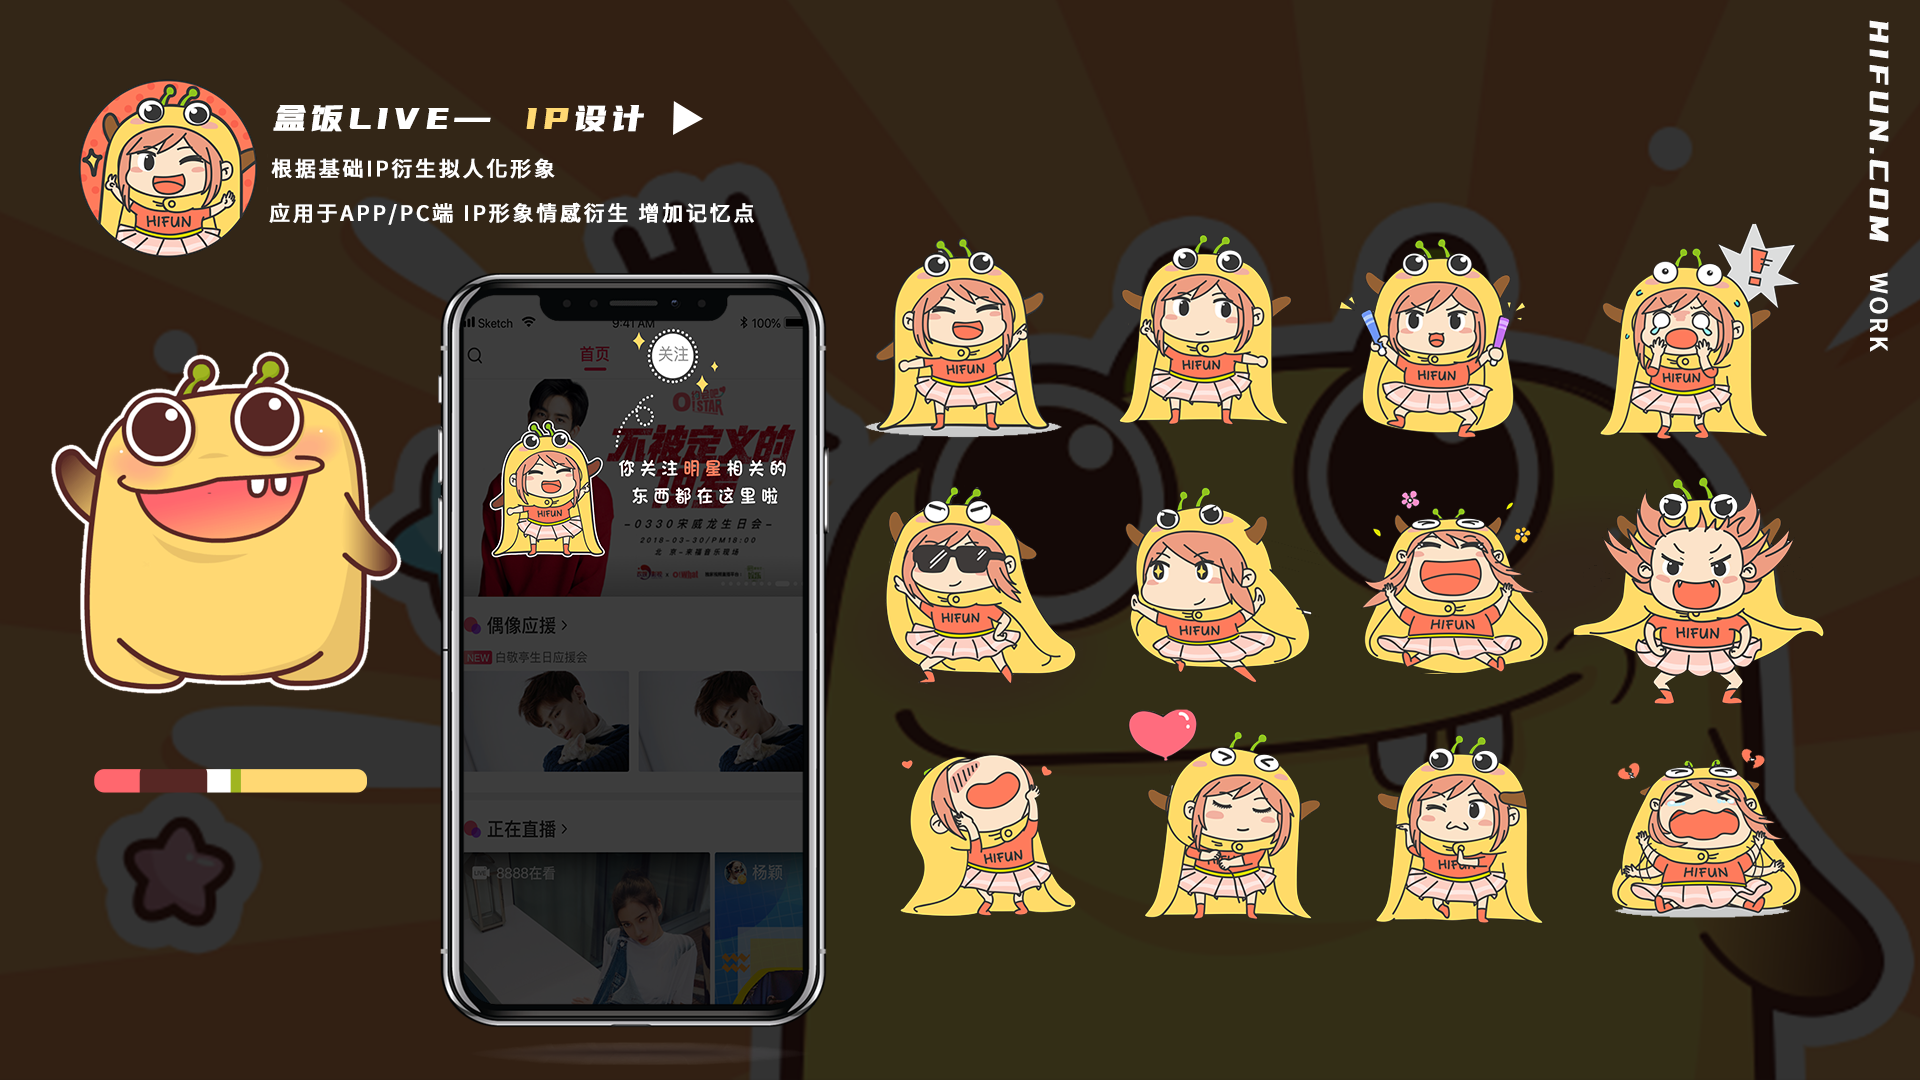 盒饭LIVE— IP设计
根据基础IP衍生拟人化形象
应用于APP/PC端 IP形象情感衍生 增加记忆点
HIFUN.COM WORK
HIFUN
Sketch
9:41 AM
100%
首页
关注
STAR
不被定义的
你关注明星相关的
东西都在这里啦
HIFUN
-0330宋威龙生日会-
2018-03-30/PM18:00
偶像应援 >
NEW 白敬亭生日应援会
正在直播 >
LIVE 8888在看
杨颖
HIFUN
HIFUN
HIFUN
HIFUN
HIFUN
HIFUN
HIFUN
HIFUN
HIFUN
HIFUN
HIFUN